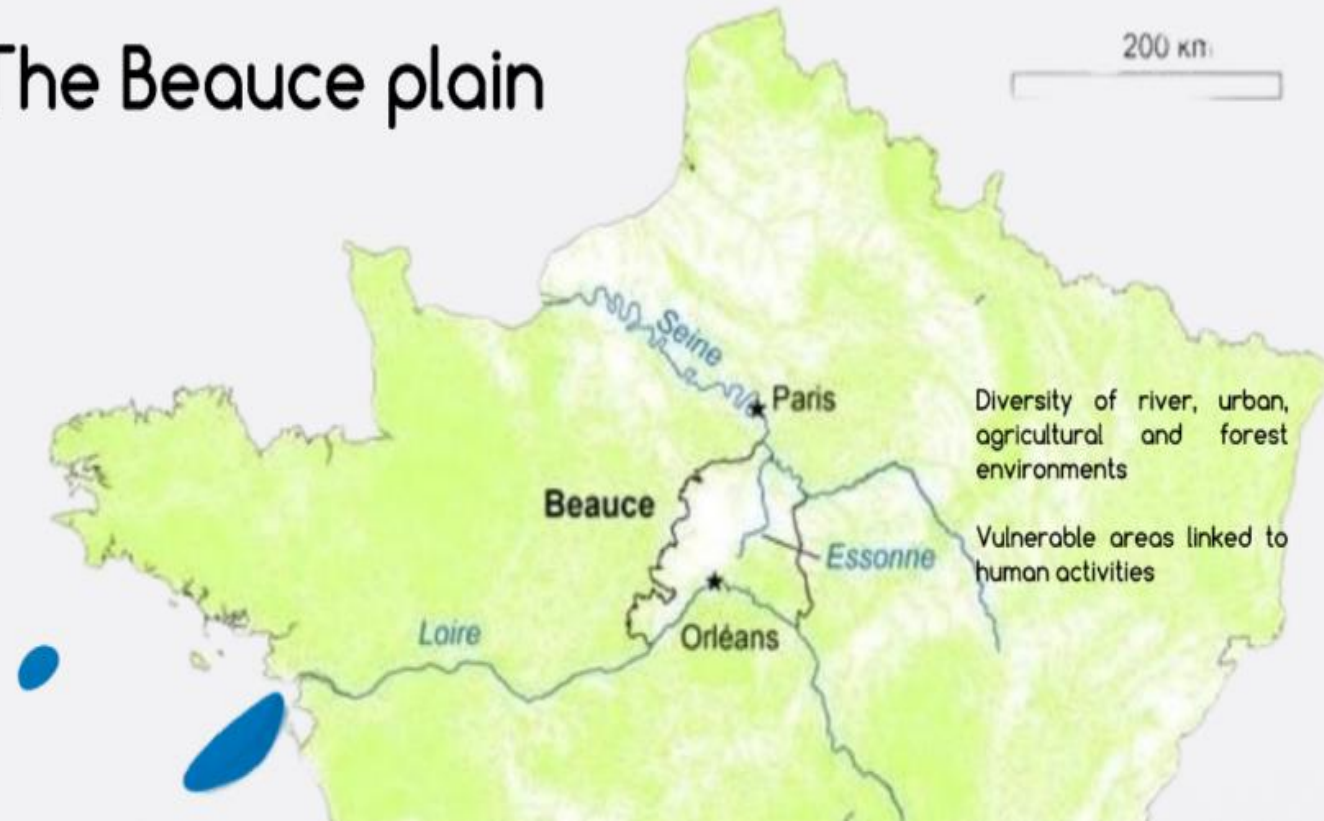 The Beauce plain
200 km
Seine
Paris
Diversity of river, urban,
agricultural and forest
environments
Beauce
Essonne
Vulnerable areas linked to
human activities
Loire
Orléans